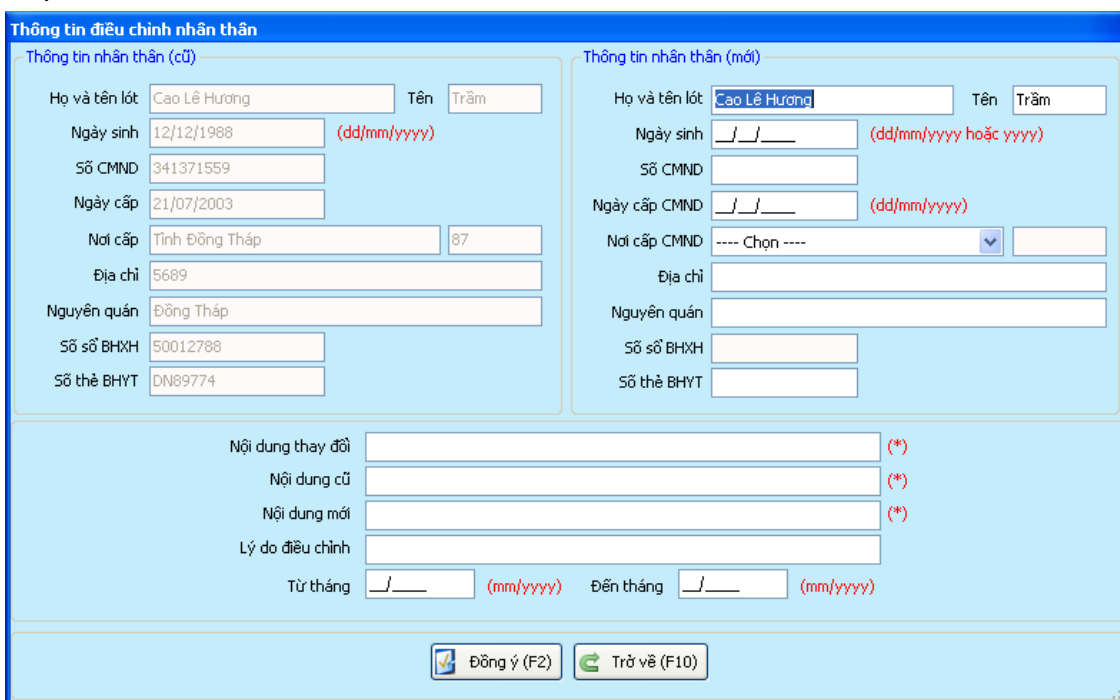 Thông tin điều chỉnh nhân thân
Thông tin nhân thân (cũ)
Họ và tên lót Cao Lê Hương Tên Trầm
Ngày sinh 12/12/1988 (dd/mm/yyyy)
Số CMND 341371559
Ngày cấp 21/07/2003
Nơi cấp Tỉnh Đồng Tháp 87
Địa chỉ 5689
Nguyên quán Đồng Tháp
Số sổ BHXH 50012788
Số thẻ BHYT DN89774
Thông tin nhân thân (mới)
Họ và tên lót Cao Lê Hương Tên Trầm
Ngày sinh __/__/____ (dd/mm/yyyy hoặc yyyy)
Số CMND
Ngày cấp CMND __/__/____ (dd/mm/yyyy)
Nơi cấp CMND ---- Chọn ----
Địa chỉ
Nguyên quán
Số sổ BHXH
Số thẻ BHYT
Nội dung thay đổi (*)
Nội dung cũ (*)
Nội dung mới (*)
Lý do điều chỉnh
Từ tháng __/____ (mm/yyyy) Đến tháng __/____ (mm/yyyy)
Đồng ý (F2) Trở về (F10)